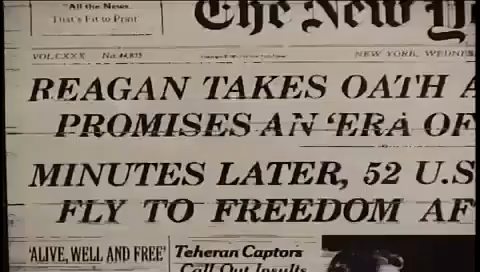 "All the News
That's Fit to Print"
The New Y
VOL.CXXX No.44,835
NEW YORK, WEDNES
REAGAN TAKES OATH A
PROMISES AN 'ERA OF
MINUTES LATER, 52 U.S
FLY TO FREEDOM AF
'ALIVE, WELL AND FREE'
Teheran Captors
Call Out Insults